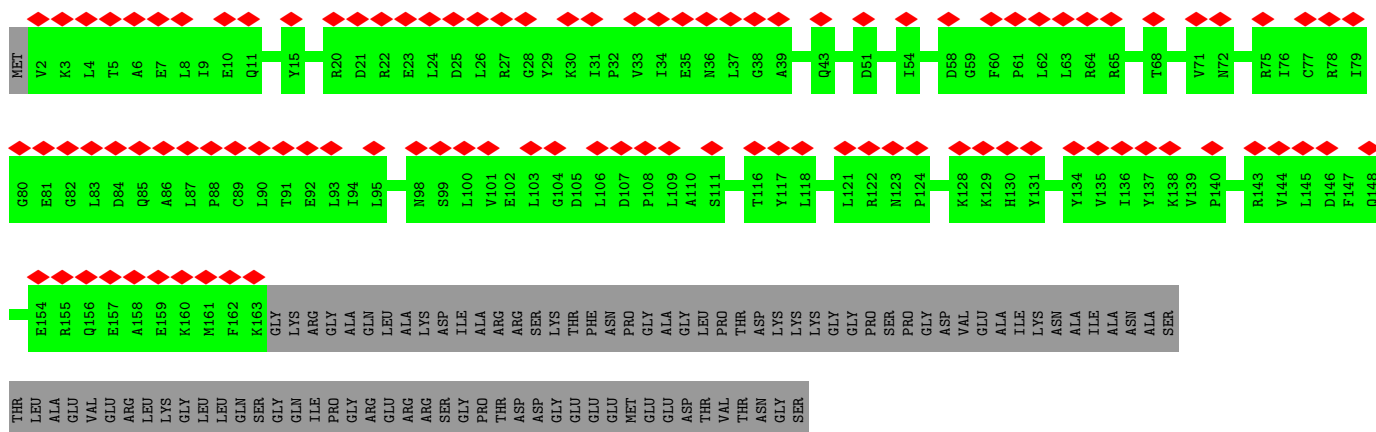 MET V2 K3 L4 T5 A6 E7 L8 I9 E10 Q11 Y15 R20 D21 R22 E23 L24 D25 L26 R27 G28 Y29 K30 I31 P32 V33 I34 E35 N36 L37 G38 A39 Q43 D51 I54 D58 G59 F60 P61 L62 L63 R64 R65 T68 V71 N72 R75 I76 C77 R78 I79
G80 E81 G82 L83 D84 Q85 A86 L87 P88 C89 L90 T91 E92 L93 I94 L95 N98 S99 L100 V101 E102 L103 G104 D105 L106 D107 P108 L109 A110 S111 T116 Y117 L118 L121 R122 N123 P124 K128 K129 H130 Y131 Y134 V135 I136 Y137 K138 V139 P140 R143 V144 L145 D146 F147 Q148
E154 R155 Q156 E157 A158 E159 K160 M161 F162 K163 GLY LYS ARG GLY ALA GLN LEU ALA LYS ASP ILE ALA ARG ARG SER LYS THR PHE ASN PRO GLY ALA GLY LEU PRO THR ASP LYS LYS LYS GLY GLY PRO SER PRO GLY ASP VAL GLU ALA ILE LYS ASN ALA ILE ALA ASN ALA SER
THR LEU ALA GLU VAL GLU ARG LEU LYS GLY LEU LEU GLN SER GLY GLN ILE PRO GLY ARG GLU ARG ARG SER GLY PRO THR ASP ASP GLY GLU GLU GLU MET GLU GLU ASP THR VAL THR ASN GLY SER